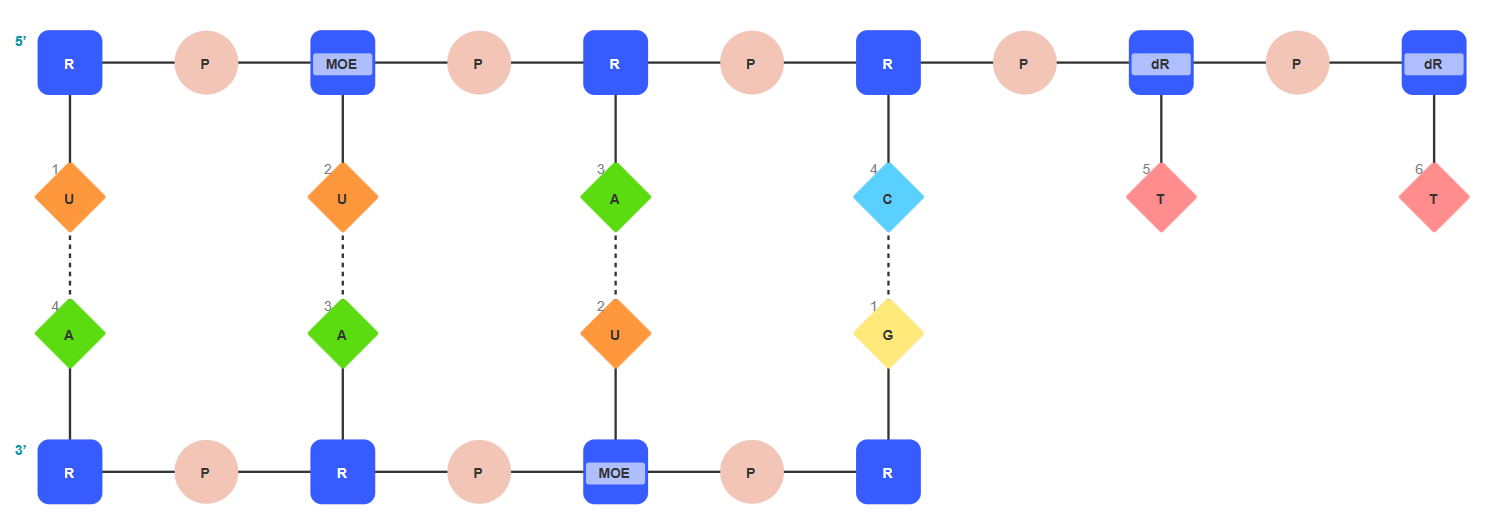 5’ R P MOE P R P R P dR P dR
1 2 3 4 5 6
U U A C T T
4 3 2 1
A A U G
3’ R P R P MOE P R